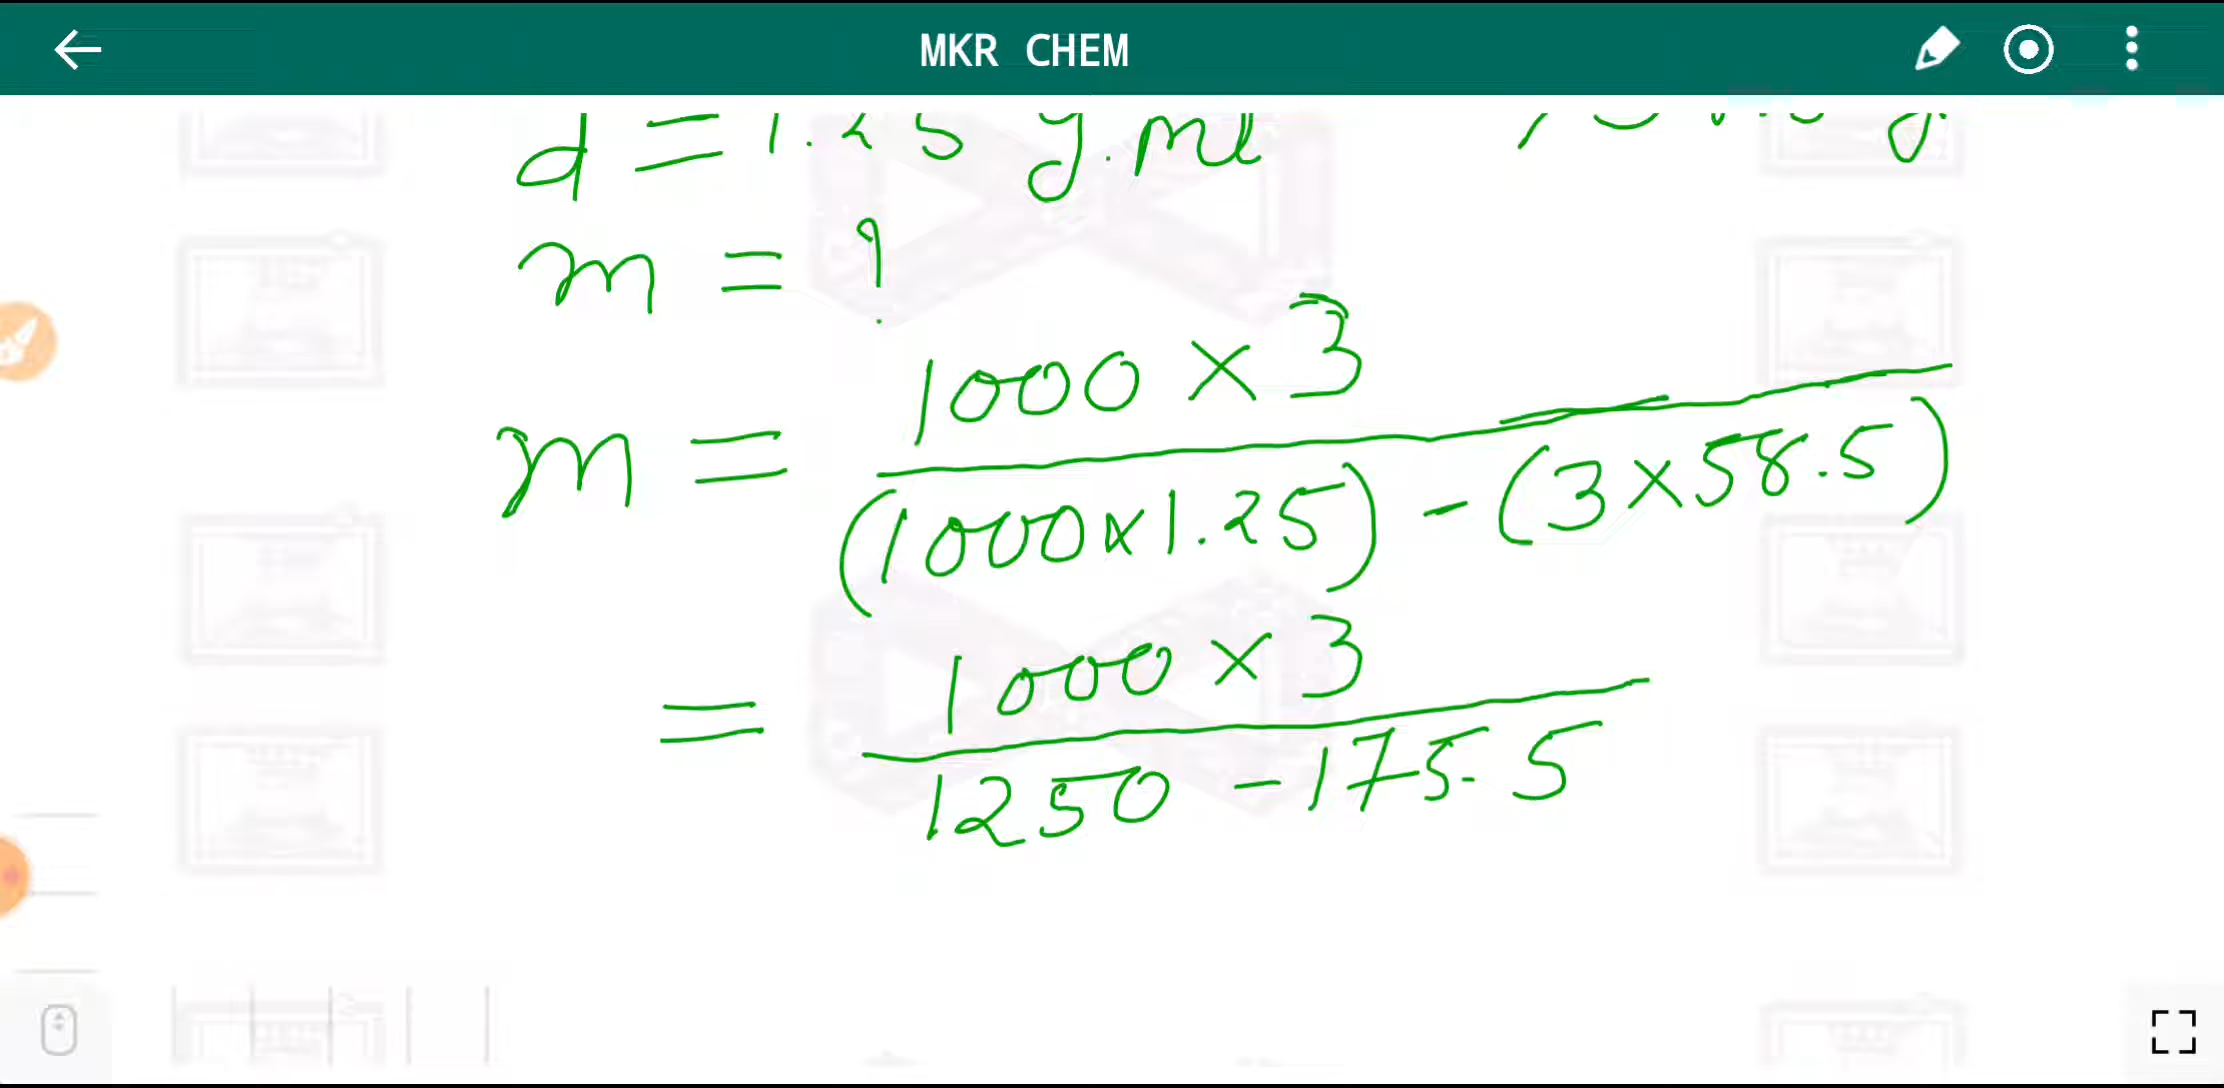 MKR CHEM
d = 1.25 g.ml
m = ?
m = 1000 × 3
(1000×1.25) - (3×58.5)
= 1000 × 3
1250 - 175.5